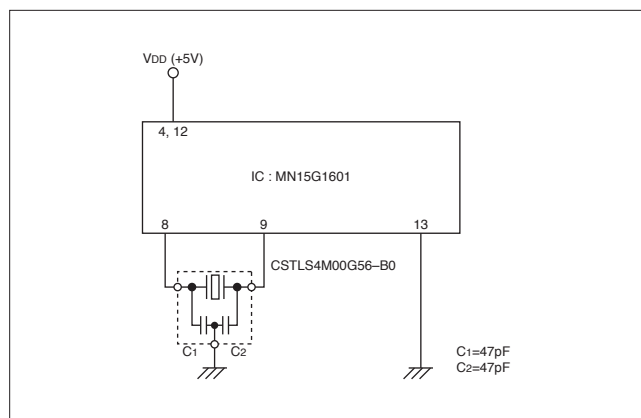 VDD (+5V)
4, 12
IC : MN15G1601
8 9 13
CSTLS4M00G56–B0
C1 C2
C1=47pF
C2=47pF